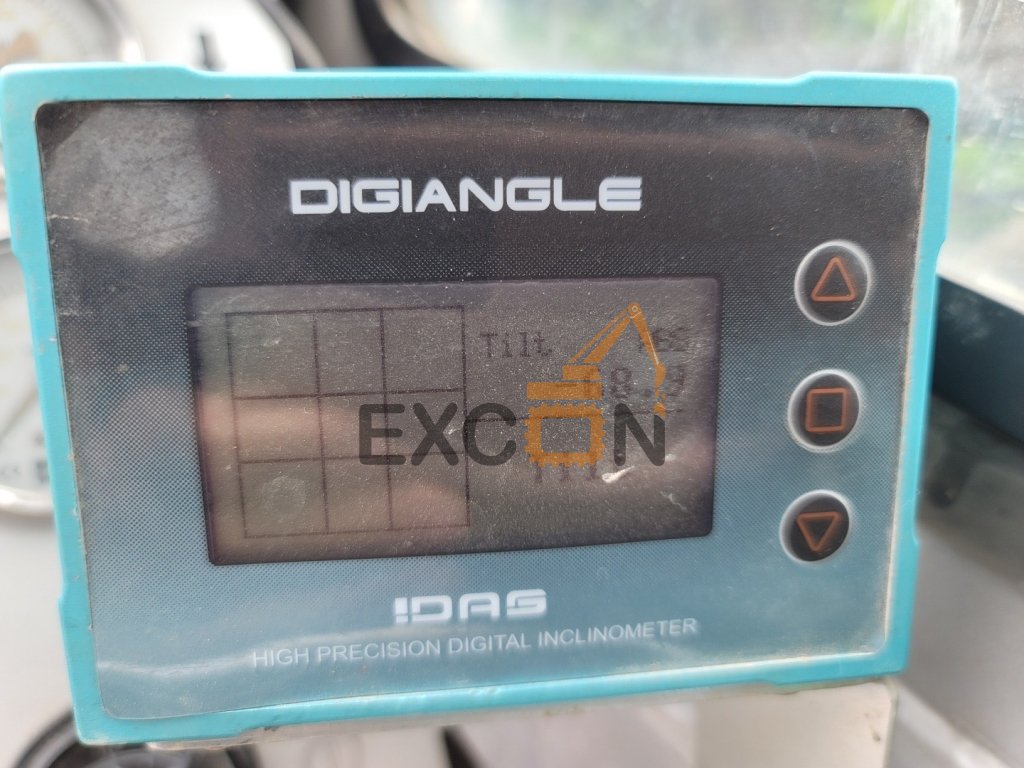 DIGIANGLE
Tilt
EXCON
IDAS
HIGH PRECISION DIGITAL INCLINOMETER